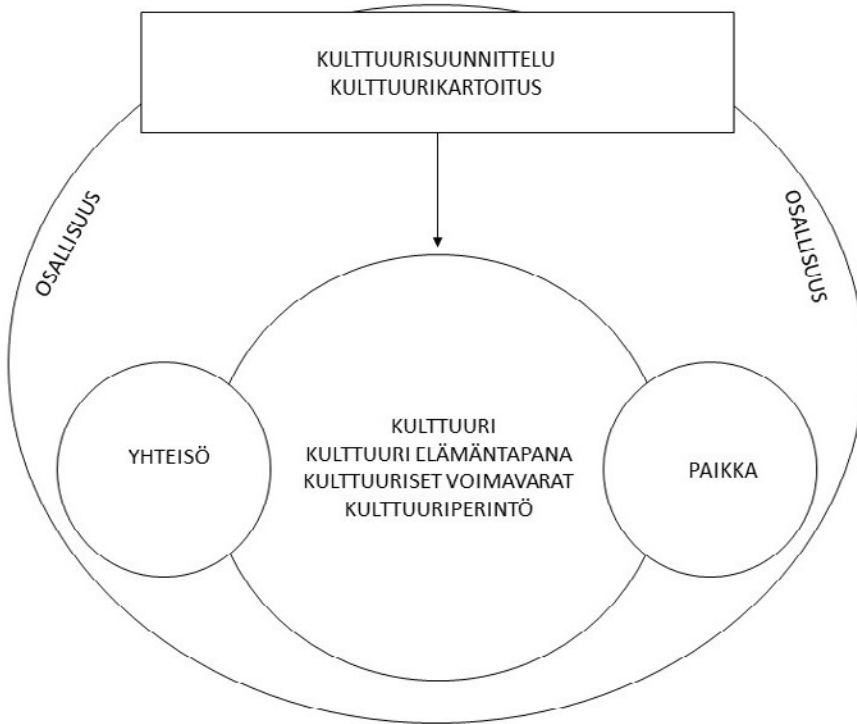 KULTTUURISUUNNITTELU
KULTTUURIKARTOITUS
OSALLISUUS
OSALLISUUS
YHTEISÖ
KULTTUURI
KULTTUURI ELÄMÄNTAPANA
KULTTUURISET VOIMAVARAT
KULTTUURIPERINTÖ
PAIKKA